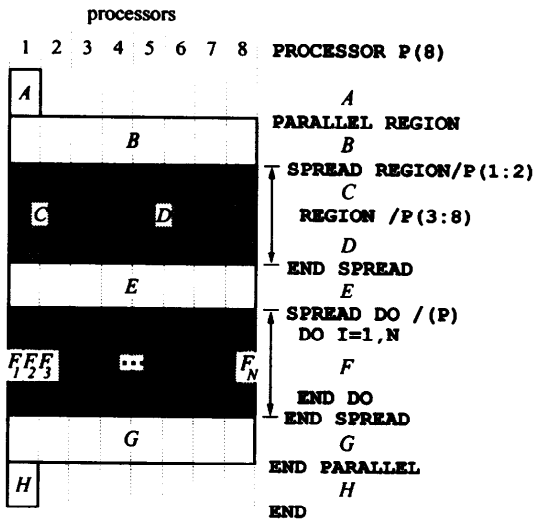 processors
1 2 3 4 5 6 7 8 PROCESSOR P(8)
A A
PARALLEL REGION
B B
SPREAD REGION/P(1:2)
C
C D REGION /P(3:8)
D
END SPREAD
E E
SPREAD DO /(P)
DO I=1,N
F1 F2 F3 ... FN F
END DO
END SPREAD
G G
END PARALLEL
H H
END